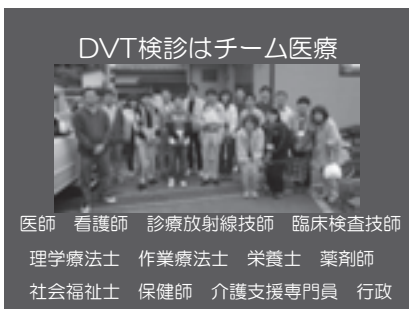 DVT検診はチーム医療
医師 看護師 診療放射線技師 臨床検査技師
理学療法士 作業療法士 栄養士 薬剤師
社会福祉士 保健師 介護支援専門員 行政